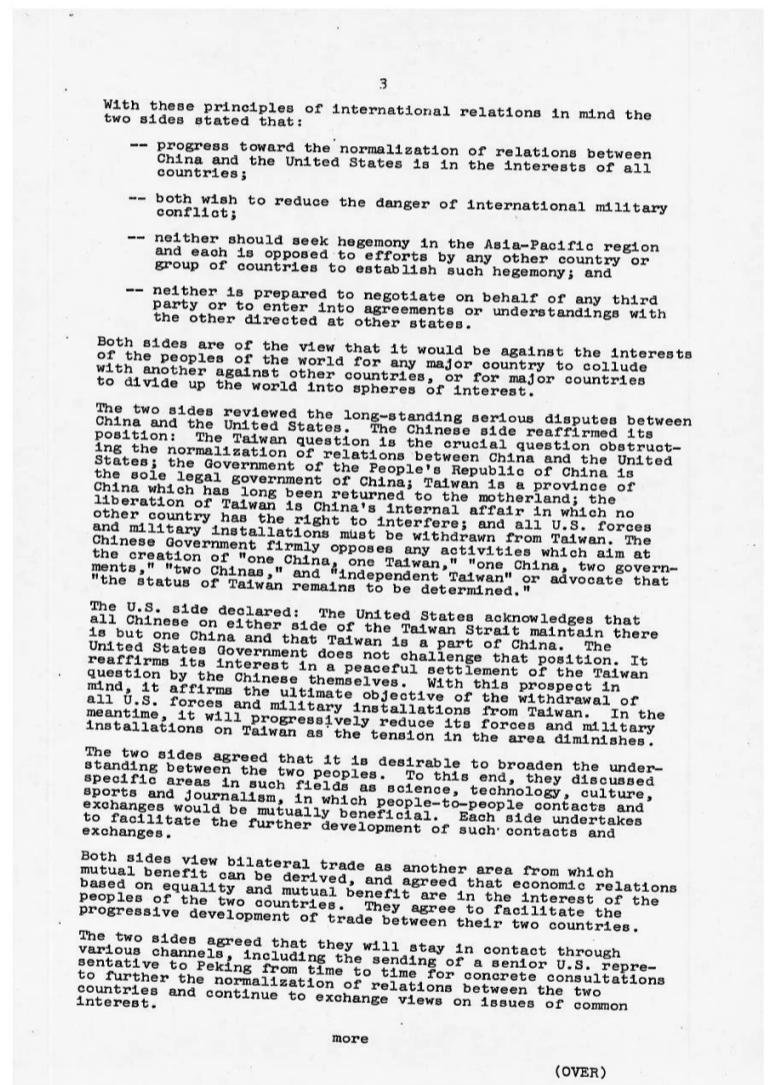 3
With these principles of international relations in mind the
two sides stated that:
-- progress toward the normalization of relations between
China and the United States is in the interests of all
countries;
-- both wish to reduce the danger of international military
conflict;
-- neither should seek hegemony in the Asia-Pacific region
and each is opposed to efforts by any other country or
group of countries to establish such hegemony; and
-- neither is prepared to negotiate on behalf of any third
party or to enter into agreements or understandings with
the other directed at other states.
Both sides are of the view that it would be against the interests
of the peoples of the world for any major country to collude
with another against other countries, or for major countries
to divide up the world into spheres of interest.
The two sides reviewed the long-standing serious disputes between
China and the United States. The Chinese side reaffirmed its
position: The Taiwan question is the crucial question obstruct-
ing the normalization of relations between China and the United
States; the Government of the People's Republic of China is
the sole legal government of China; Taiwan is a province of
China which has long been returned to the motherland; the
liberation of Taiwan is China's internal affair in which no
other country has the right to interfere; and all U.S. forces
and military installations must be withdrawn from Taiwan. The
Chinese Government firmly opposes any activities which aim at
the creation of "one China, one Taiwan," "one China, two govern-
ments," "two Chinas," and "independent Taiwan" or advocate that
"the status of Taiwan remains to be determined."
The U.S. side declared: The United States acknowledges that
all Chinese on either side of the Taiwan Strait maintain there
is but one China and that Taiwan is a part of China. The
United States Government does not challenge that position. It
reaffirms its interest in a peaceful settlement of the Taiwan
question by the Chinese themselves. With this prospect in
mind, it affirms the ultimate objective of the withdrawal of
all U.S. forces and military installations from Taiwan. In the
meantime, it will progressively reduce its forces and military
installations on Taiwan as the tension in the area diminishes.
The two sides agreed that it is desirable to broaden the under-
standing between the two peoples. To this end, they discussed
specific areas in such fields as science, technology, culture,
sports and journalism, in which people-to-people contacts and
exchanges would be mutually beneficial. Each side undertakes
to facilitate the further development of such contacts and
exchanges.
Both sides view bilateral trade as another area from which
mutual benefit can be derived, and agreed that economic relations
based on equality and mutual benefit are in the interest of the
peoples of the two countries. They agree to facilitate the
progressive development of trade between their two countries.
The two sides agreed that they will stay in contact through
various channels, including the sending of a senior U.S. repre-
sentative to Peking from time to time for concrete consultations
to further the normalization of relations between the two
countries and continue to exchange views on issues of common
interest.
more
(OVER)